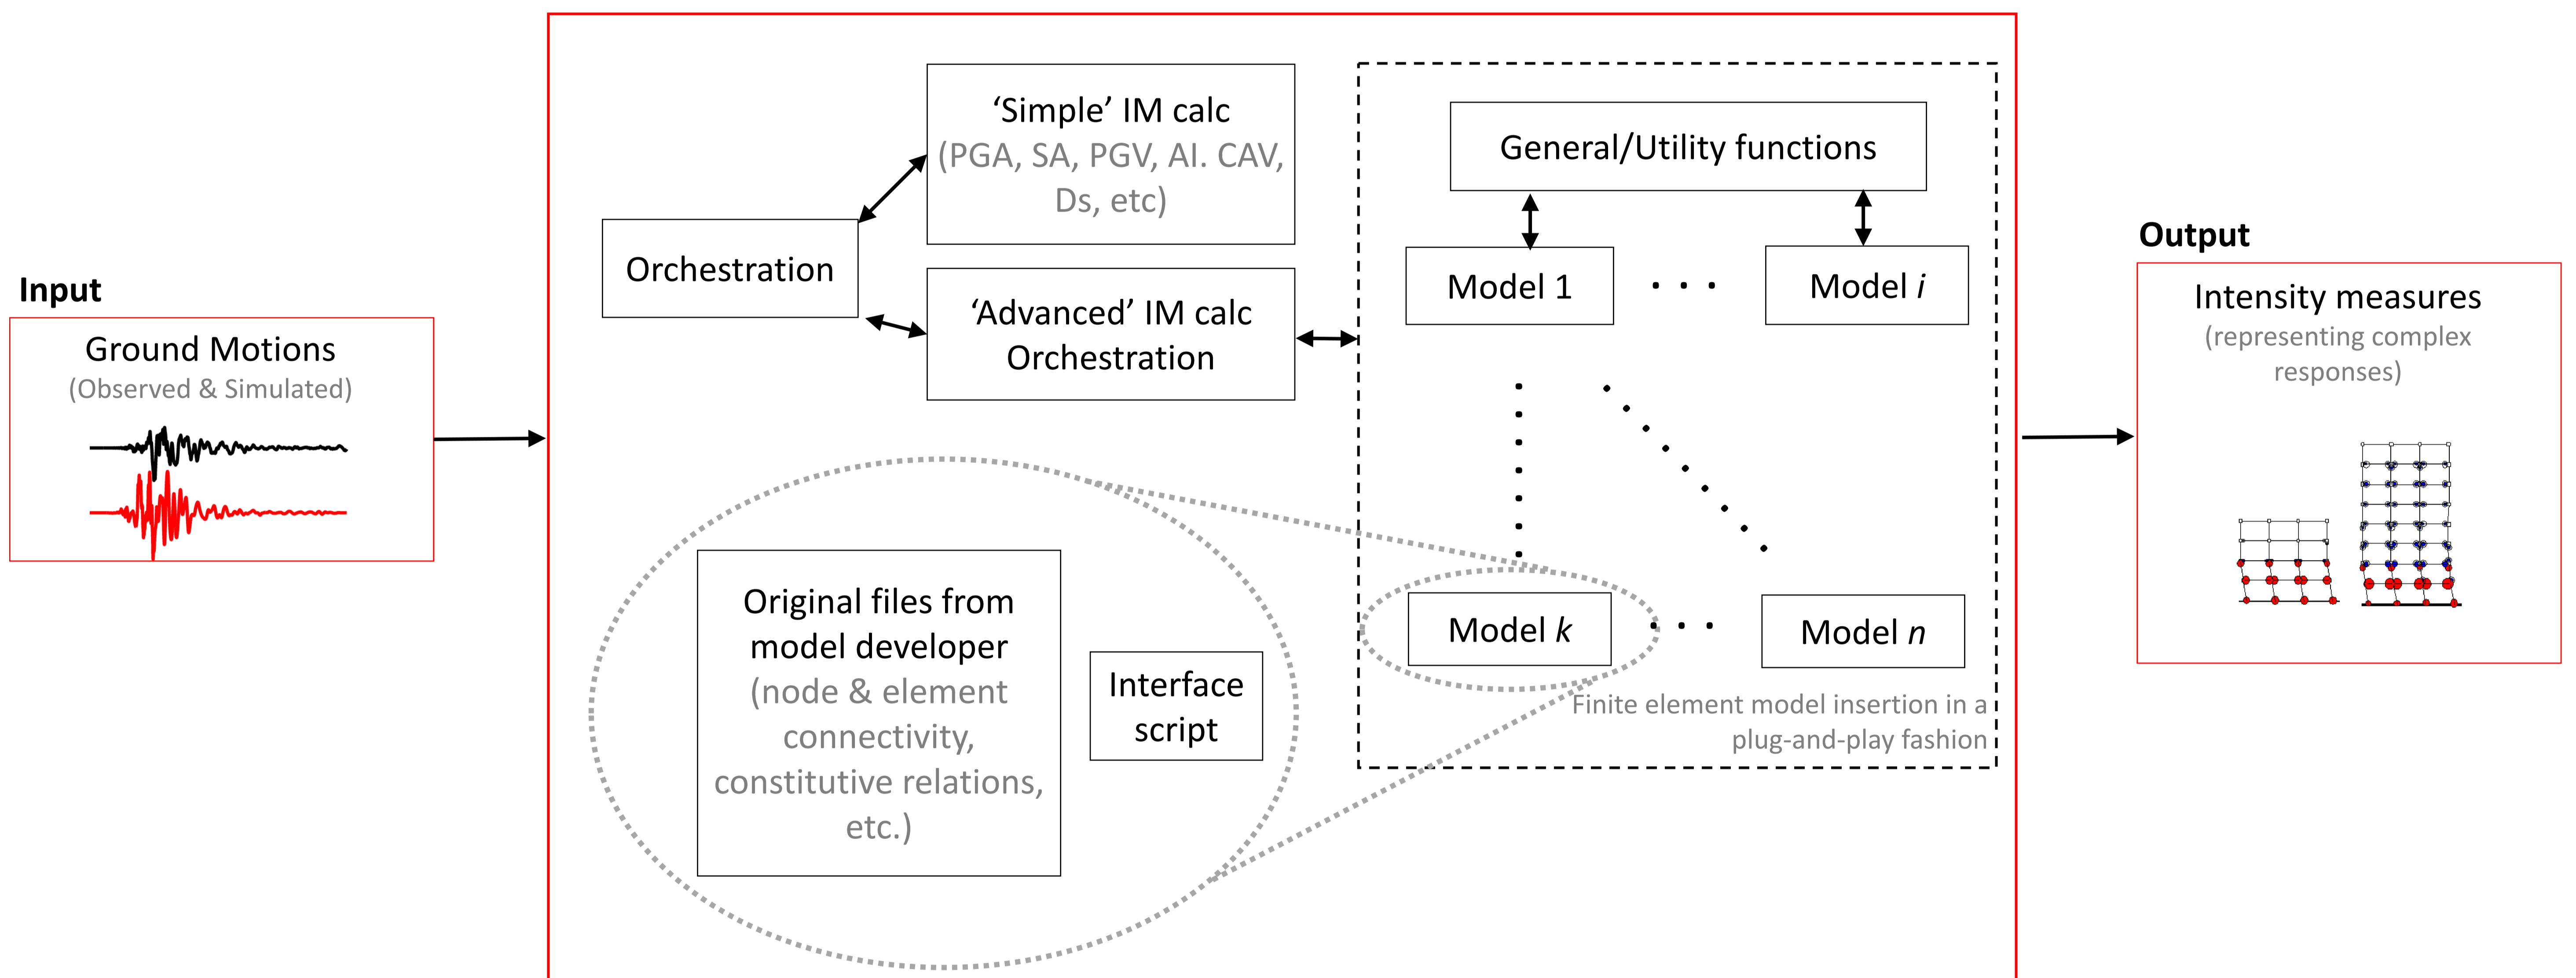 Input
Ground Motions
(Observed & Simulated)
Orchestration
‘Simple’ IM calc
(PGA, SA, PGV, AI. CAV,
Ds, etc)
‘Advanced’ IM calc
Orchestration
General/Utility functions
Model 1
. . .
Model i
Model k
. . .
Model n
Finite element model insertion in a
plug-and-play fashion
Original files from
model developer
(node & element
connectivity,
constitutive relations,
etc.)
Interface
script
Output
Intensity measures
(representing complex
responses)